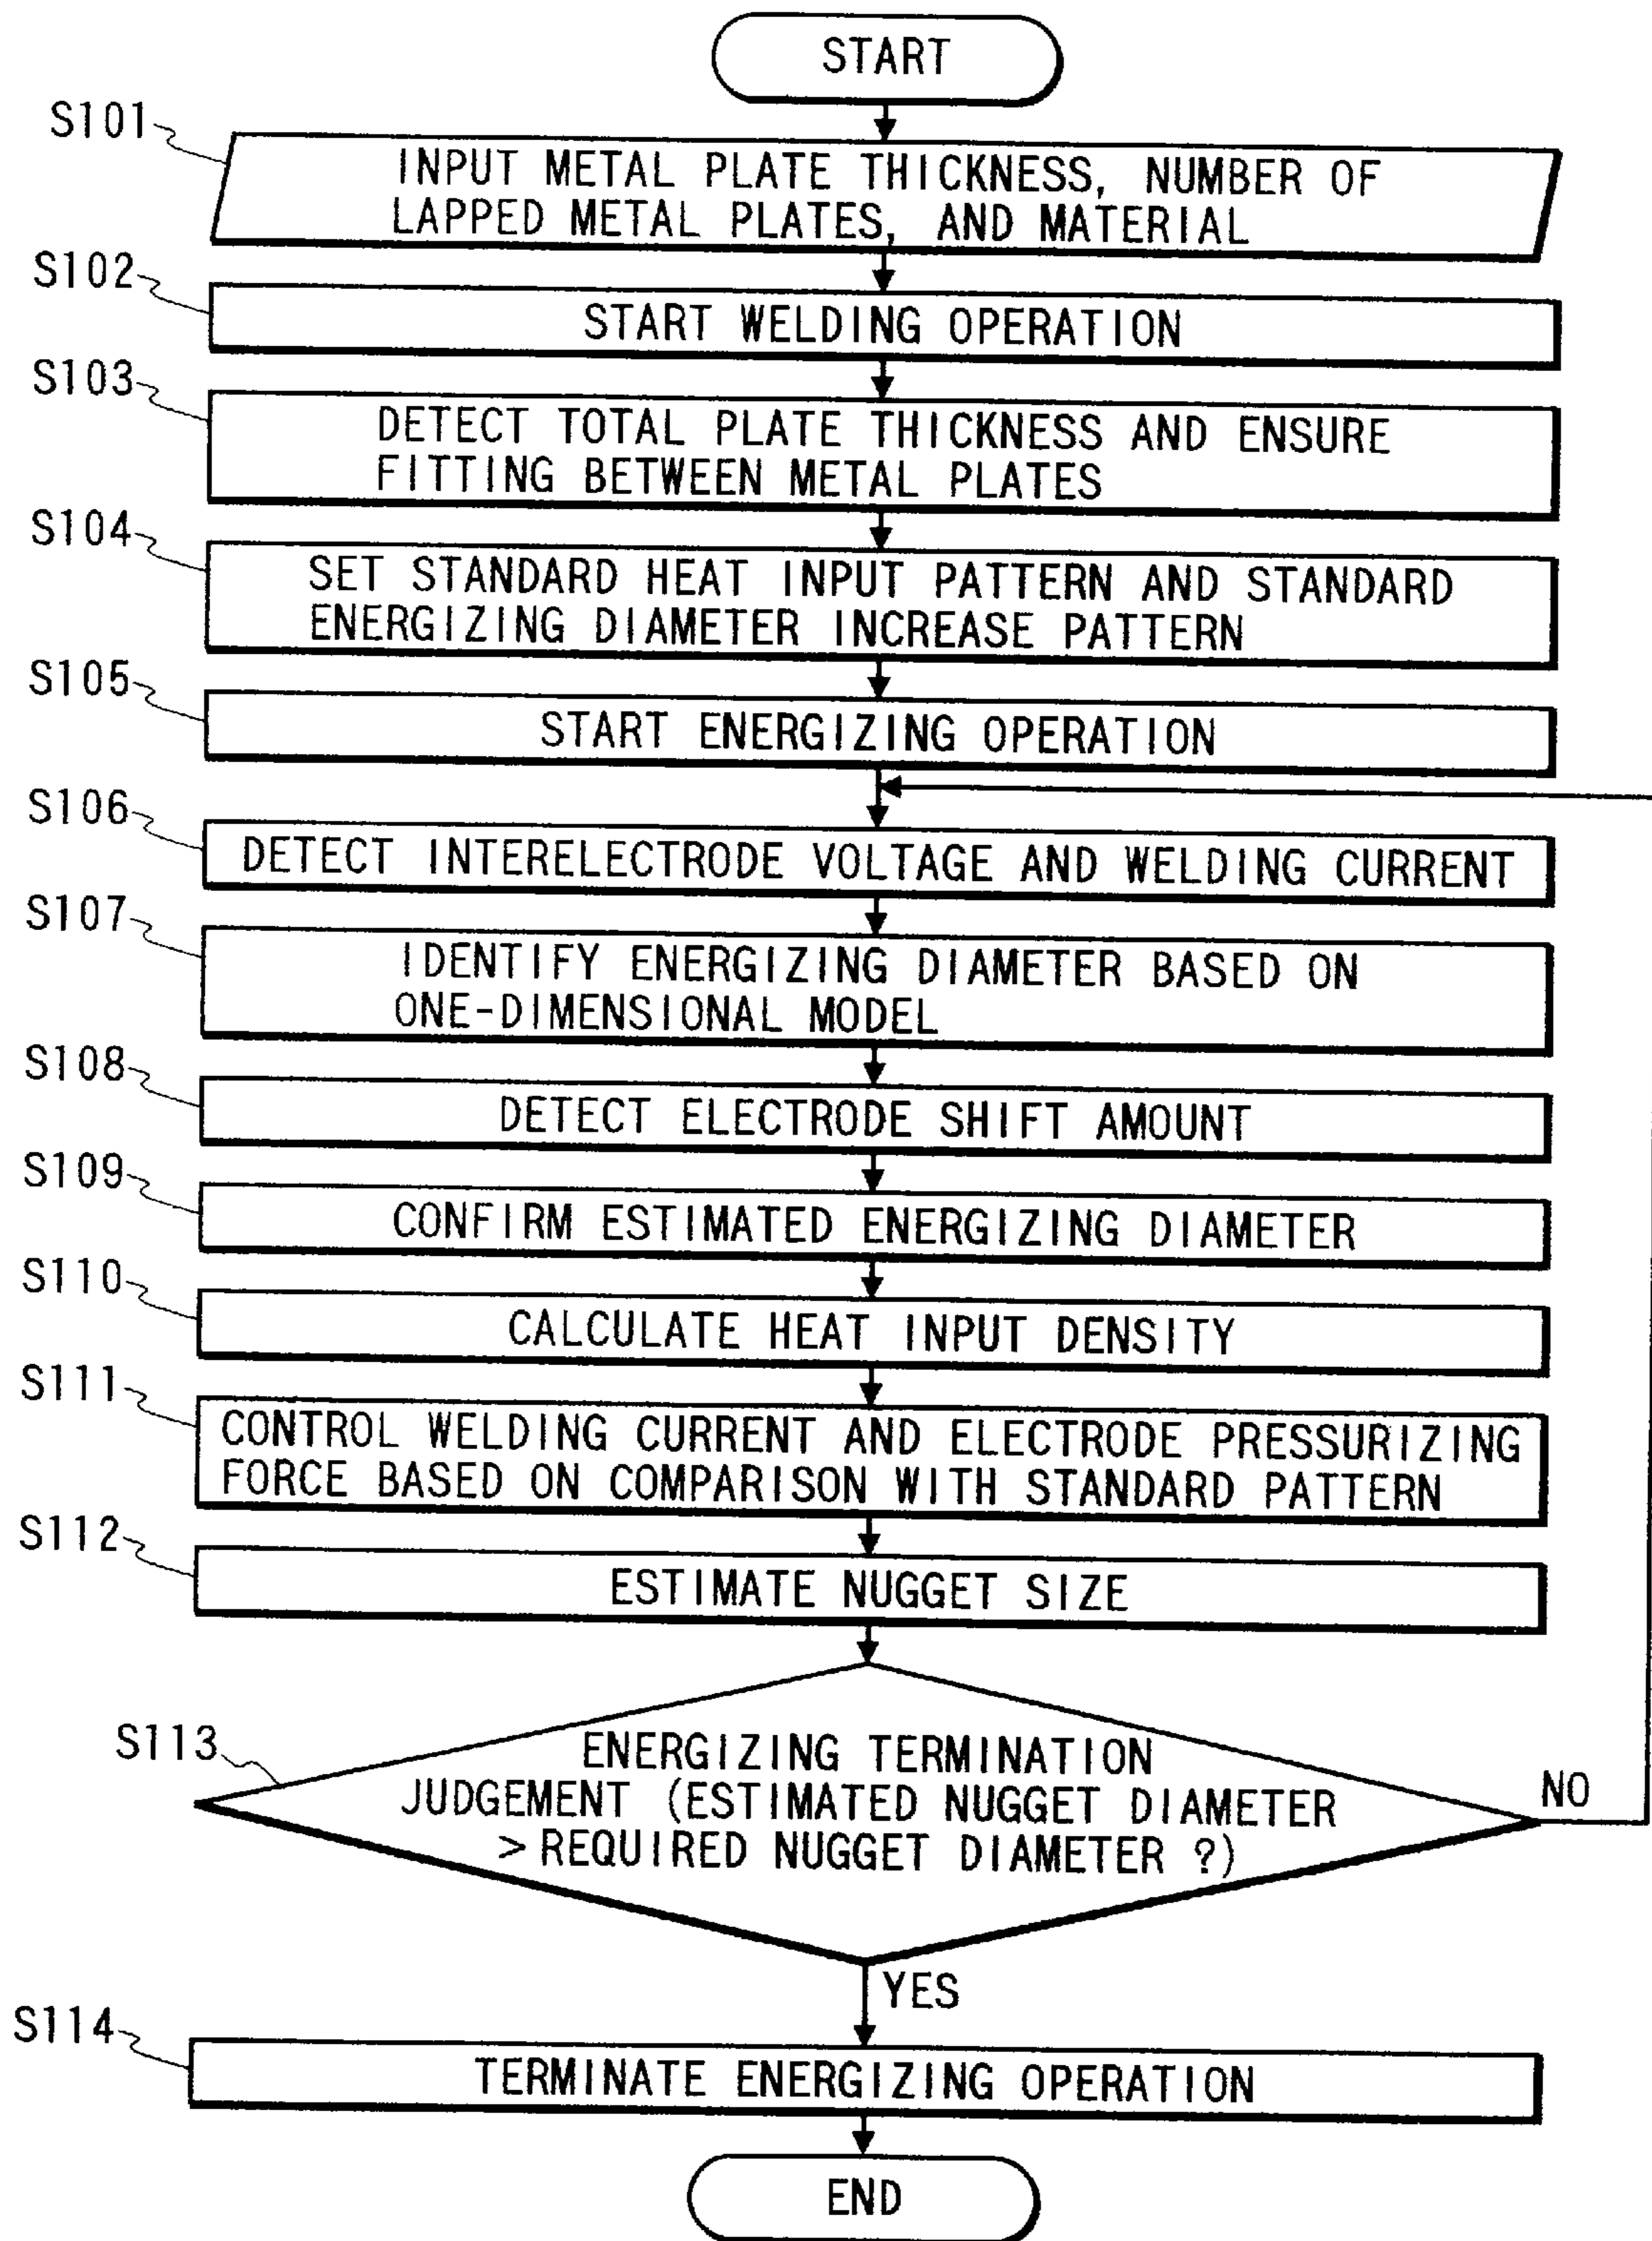 START
S101
INPUT METAL PLATE THICKNESS, NUMBER OF
LAPPED METAL PLATES, AND MATERIAL
S102
START WELDING OPERATION
S103
DETECT TOTAL PLATE THICKNESS AND ENSURE
FITTING BETWEEN METAL PLATES
S104
SET STANDARD HEAT INPUT PATTERN AND STANDARD
ENERGIZING DIAMETER INCREASE PATTERN
S105
START ENERGIZING OPERATION
S106
DETECT INTERELECTRODE VOLTAGE AND WELDING CURRENT
S107
IDENTIFY ENERGIZING DIAMETER BASED ON
ONE-DIMENSIONAL MODEL
S108
DETECT ELECTRODE SHIFT AMOUNT
S109
CONFIRM ESTIMATED ENERGIZING DIAMETER
S110
CALCULATE HEAT INPUT DENSITY
S111
CONTROL WELDING CURRENT AND ELECTRODE PRESSURIZING
FORCE BASED ON COMPARISON WITH STANDARD PATTERN
S112
ESTIMATE NUGGET SIZE
S113
ENERGIZING TERMINATION
JUDGEMENT (ESTIMATED NUGGET DIAMETER
> REQUIRED NUGGET DIAMETER ?)
NO
YES
S114
TERMINATE ENERGIZING OPERATION
END